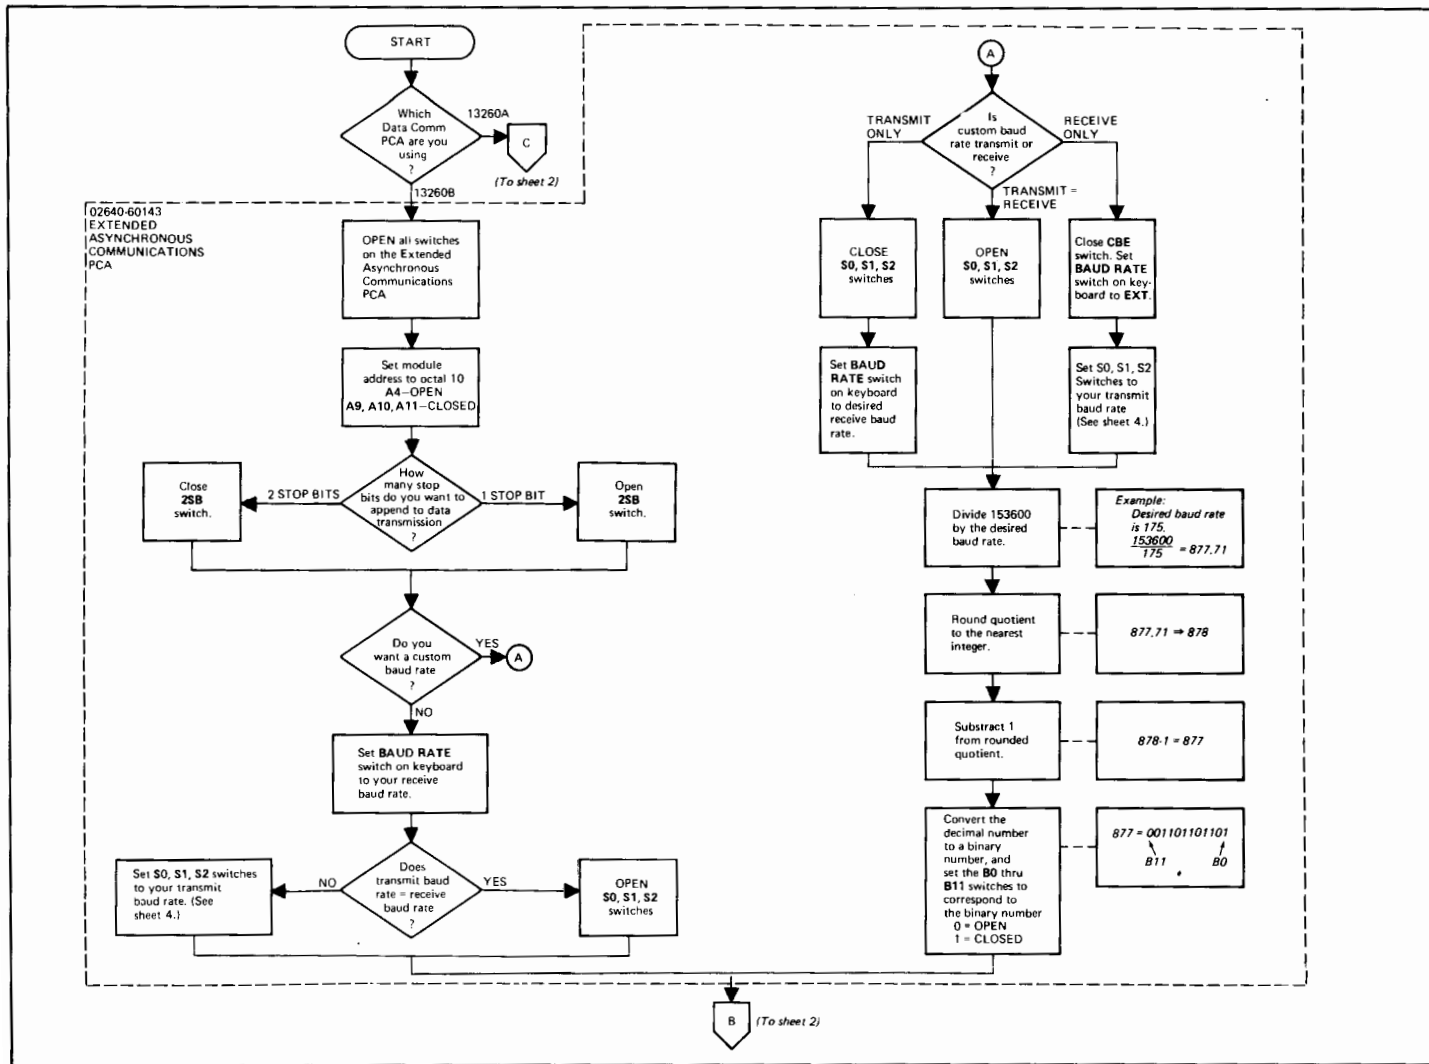 START
Which
Data Comm
PCA are you
using
?
13260A
C
(To sheet 2)
13260B
02640-60143
EXTENDED
ASYNCHRONOUS
COMMUNICATIONS
PCA
OPEN all switches
on the Extended
Asynchronous
Communications
PCA
Set module
address to octal 10
A4–OPEN
A9, A10, A11–CLOSED
How
many stop
bits do you want to
append to data
transmission
?
2 STOP BITS
Close
2SB
switch.
1 STOP BIT
Open
2SB
switch.
Do you
want a custom
baud rate
?
YES
A
NO
Set BAUD RATE
switch on keyboard
to your receive
baud rate.
Does
transmit baud
rate = receive
baud rate
?
NO
Set S0, S1, S2 switches
to your transmit
baud rate. (See
sheet 4.)
YES
OPEN
S0, S1, S2
switches
A
Is
custom baud
rate transmit or
receive
?
TRANSMIT
ONLY
RECEIVE
ONLY
TRANSMIT =
RECEIVE
CLOSE
S0, S1, S2
switches
OPEN
S0, S1, S2
switches
Close CBE
switch. Set
BAUD RATE
switch on key-
board to EXT.
Set BAUD
RATE switch
on keyboard
to desired
receive baud
rate.
Set S0, S1, S2
Switches to
your transmit
baud rate
(See sheet 4.)
Divide 153600
by the desired
baud rate.
Example:
Desired baud rate
is 175.
153600
175 = 877.71
Round quotient
to the nearest
integer.
877.71 ⇒ 878
Substract 1
from rounded
quotient.
878-1 = 877
Convert the
decimal number
to a binary
number, and
set the B0 thru
B11 switches to
correspond to
the binary number
0 = OPEN
1 = CLOSED
877 = 001101101101
B11 B0
B
(To sheet 2)